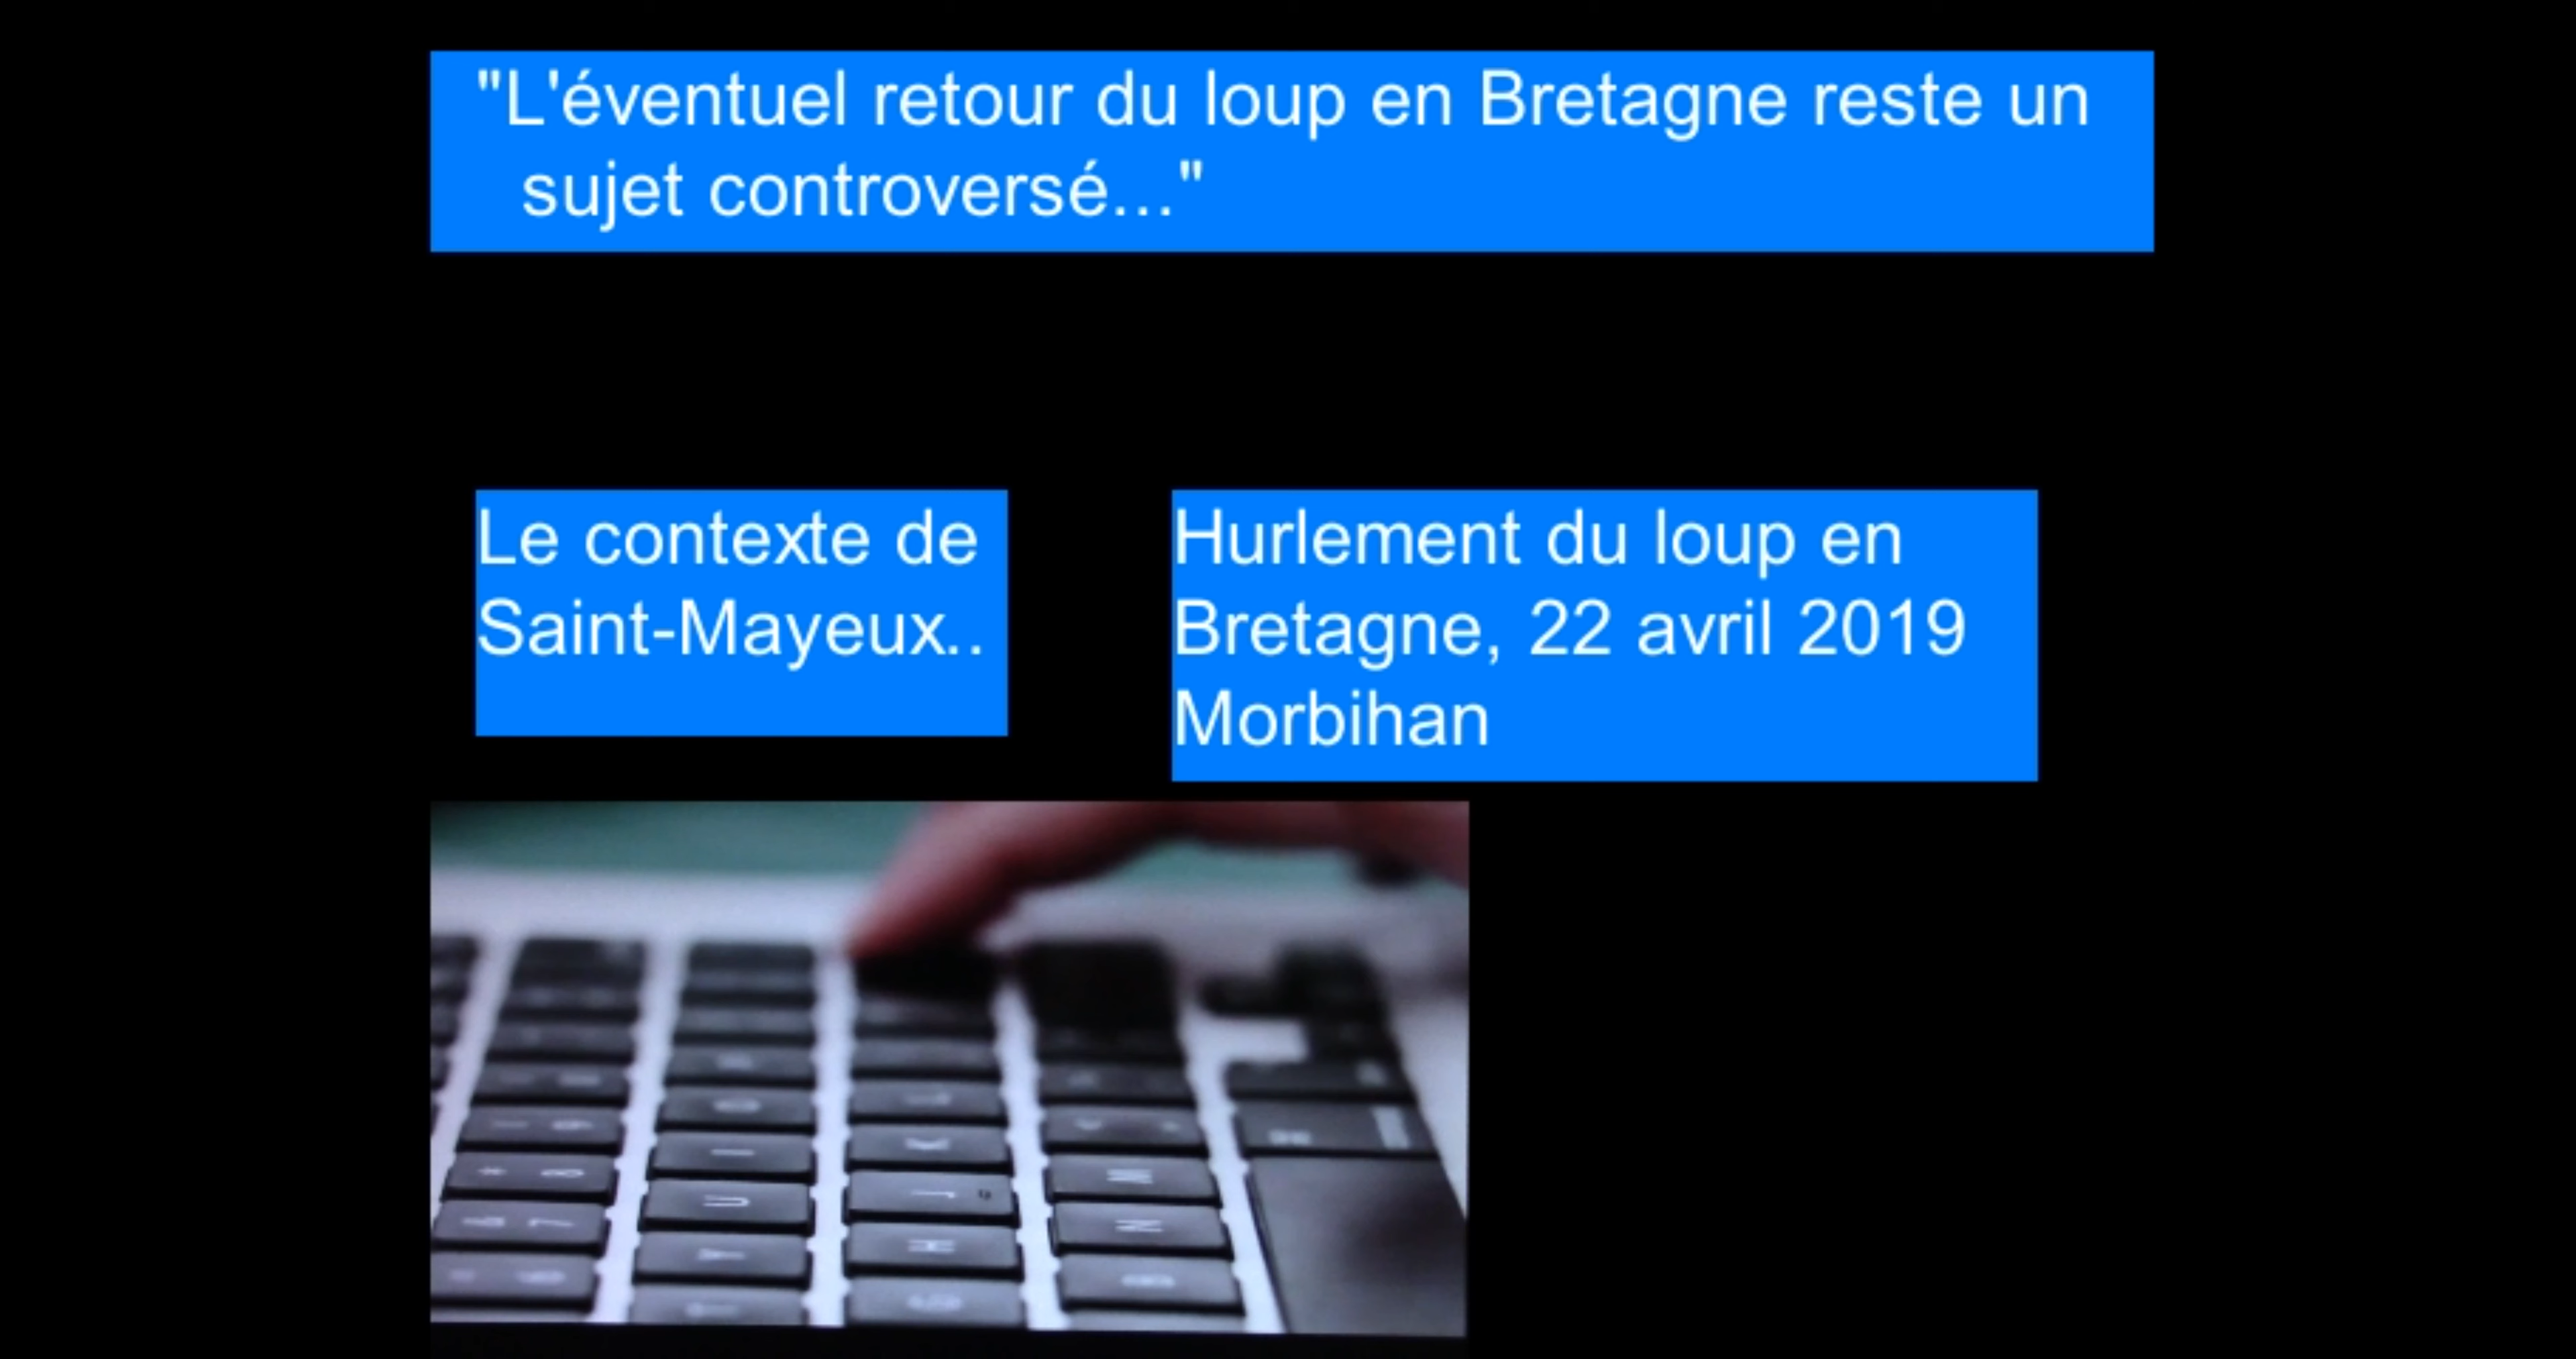 "L'éventuel retour du loup en Bretagne reste un
sujet controversé..."
Le contexte de
Saint-Mayeux..
Hurlement du loup en
Bretagne, 22 avril 2019
Morbihan